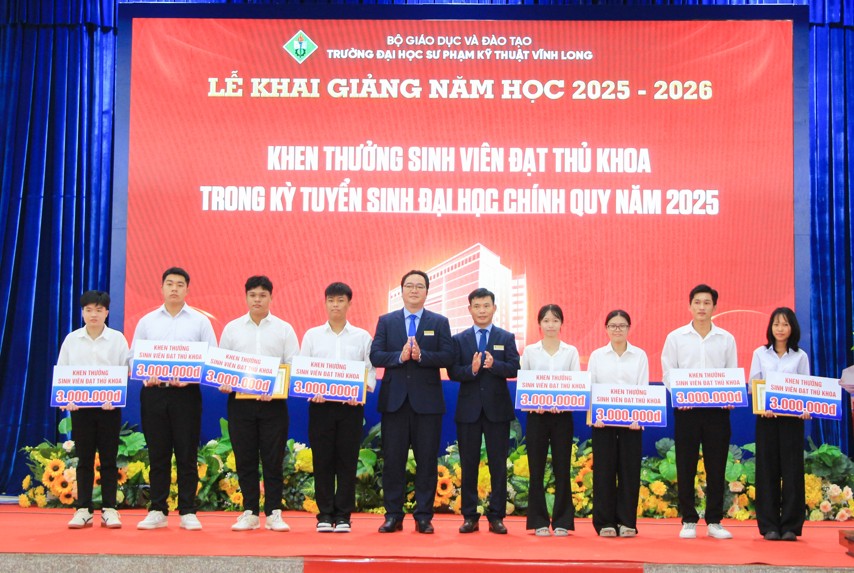 BỘ GIÁO DỤC VÀ ĐÀO TẠO
TRƯỜNG ĐẠI HỌC SƯ PHẠM KỸ THUẬT VĨNH LONG
LỄ KHAI GIẢNG NĂM HỌC 2025 - 2026
KHEN THƯỞNG SINH VIÊN ĐẠT THỦ KHOA
TRONG KỲ TUYỂN SINH ĐẠI HỌC CHÍNH QUY NĂM 2025
KHEN THƯỞNG
SINH VIÊN ĐẠT THỦ KHOA
3.000.000đ
KHEN THƯỞNG
SINH VIÊN ĐẠT THỦ KHOA
3.000.000đ
KHEN THƯỞNG
SINH VIÊN ĐẠT THỦ KHOA
3.000.000đ
KHEN THƯỞNG
SINH VIÊN ĐẠT THỦ KHOA
3.000.000đ
KHEN THƯỞNG
SINH VIÊN ĐẠT THỦ KHOA
3.000.000đ
KHEN THƯỞNG
SINH VIÊN ĐẠT THỦ KHOA
3.000.000đ
KHEN THƯỞNG
SINH VIÊN ĐẠT THỦ KHOA
3.000.000đ
KHEN THƯỞNG
SINH VIÊN ĐẠT THỦ KHOA
3.000.000đ